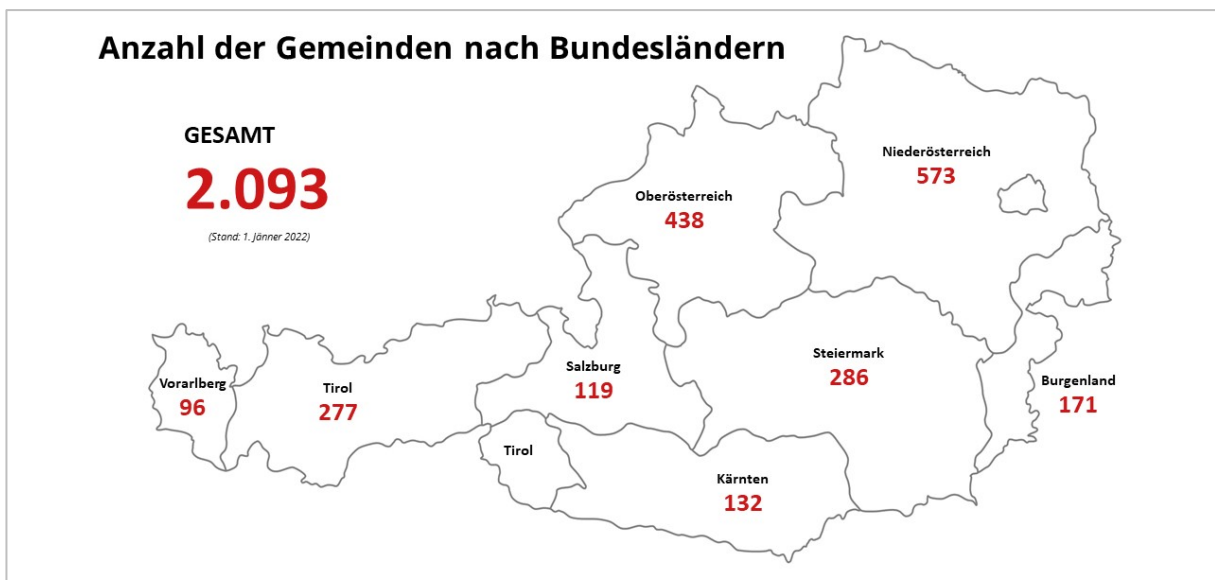 Anzahl der Gemeinden nach Bundesländern
GESAMT
2.093
(Stand: 1. Jänner 2022)
Niederösterreich
573
Oberösterreich
438
Steiermark
286
Salzburg
119
Vorarlberg
96
Tirol
277
Burgenland
171
Tirol
Kärnten
132